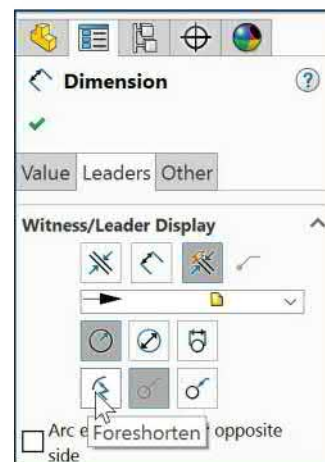 Dimension
Value Leaders Other
Witness/Leader Display
Foreshorten
Arc e opposite
side